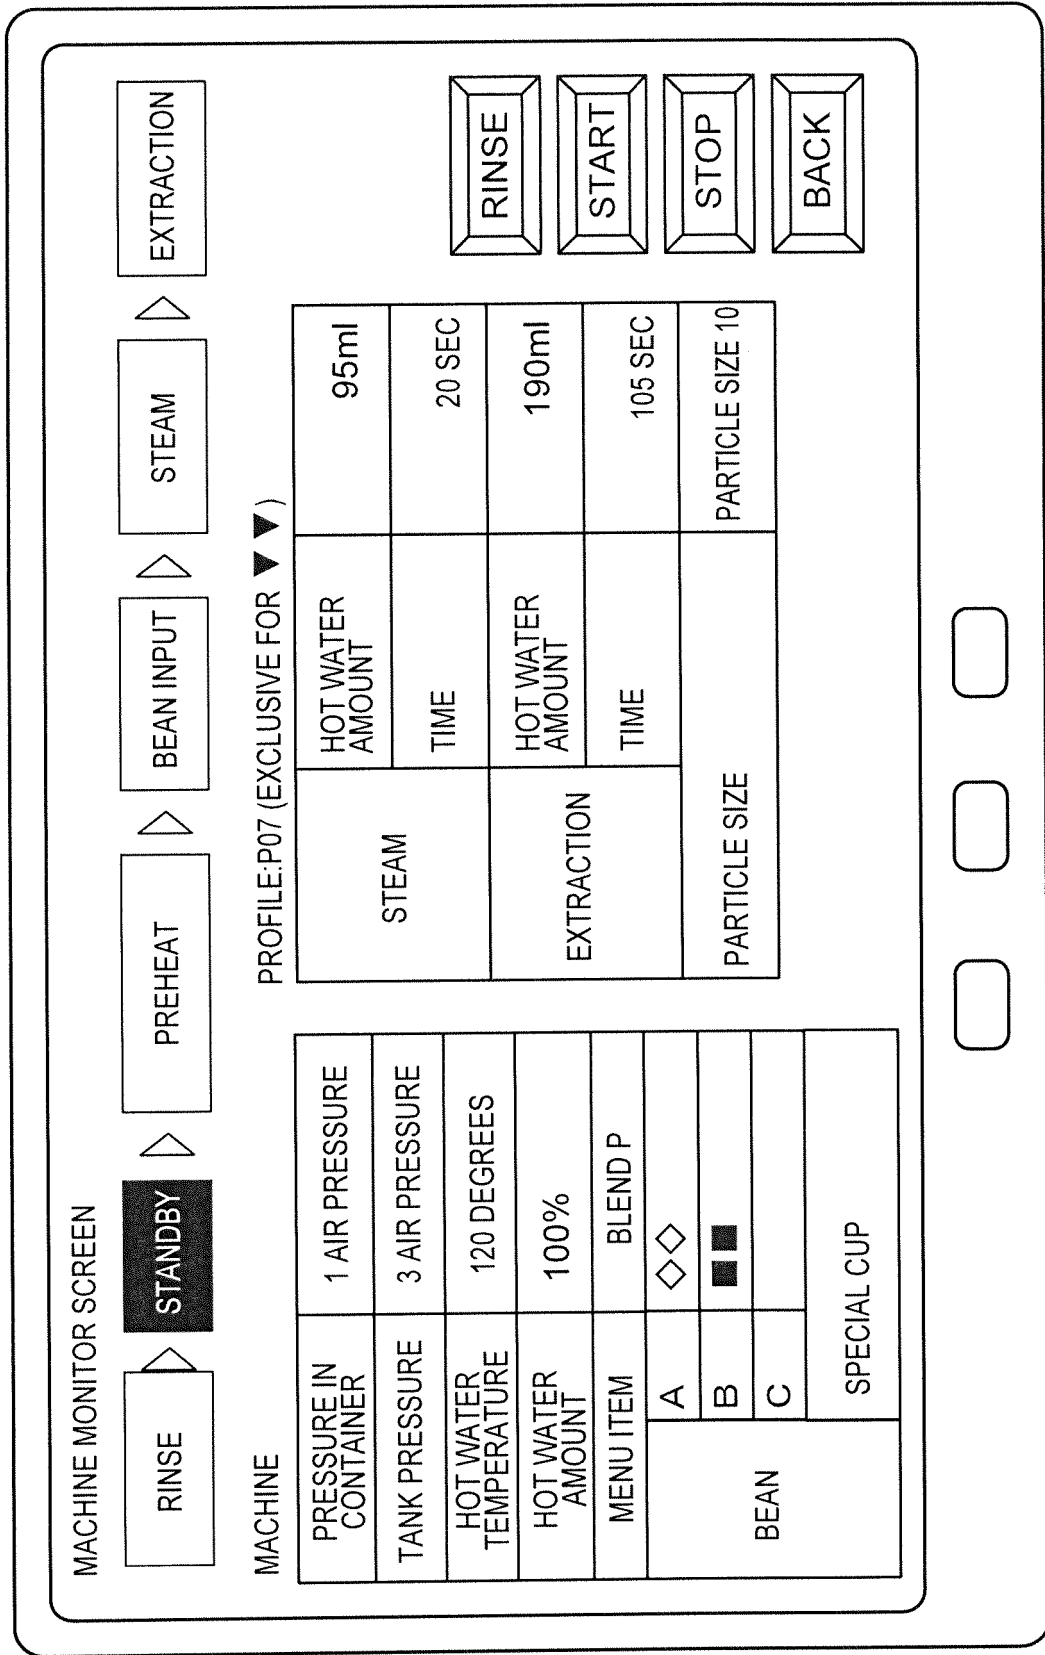 MACHINE MONITOR SCREEN
RINSE ▷ STANDBY ▷ PREHEAT ▷ BEAN INPUT ▷ STEAM ▷ EXTRACTION
MACHINE
PRESSURE IN
CONTAINER
1 AIR PRESSURE
TANK PRESSURE
3 AIR PRESSURE
HOT WATER
TEMPERATURE
120 DEGREES
HOT WATER
AMOUNT
100%
MENU ITEM
BLEND P
BEAN
A
◇◇
B
■■
C
SPECIAL CUP
PROFILE:P07 (EXCLUSIVE FOR ▼▼)
STEAM
HOT WATER
AMOUNT
95ml
TIME
20 SEC
EXTRACTION
HOT WATER
AMOUNT
190ml
TIME
105 SEC
PARTICLE SIZE
PARTICLE SIZE 10
RINSE
START
STOP
BACK